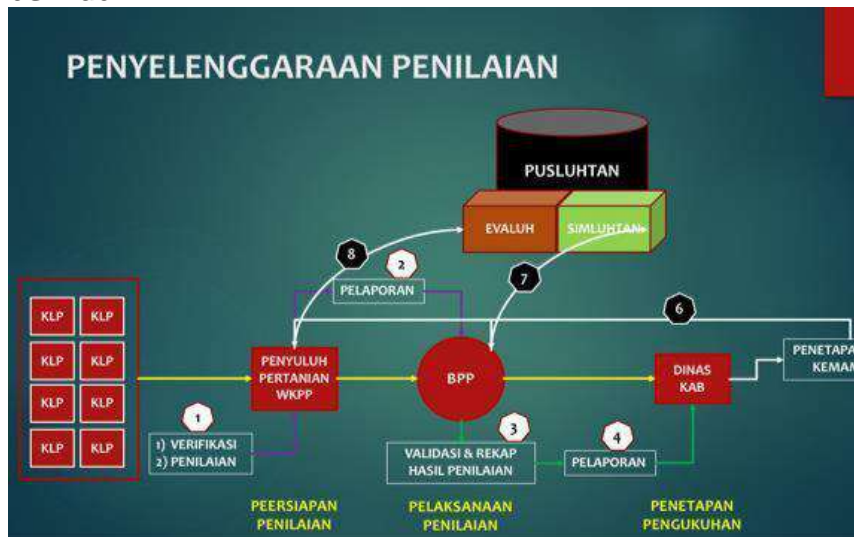 PENYELENGGARAAN PENILAIAN
PUSLUHTAN
EVALUH
SIMLUHTAN
8
2
PELAPORAN
7
6
KLP KLP
KLP KLP
KLP KLP
KLP KLP
PENYULUH
PERTANIAN
WKPP
BPP
DINAS
KAB
PENETAPA
KEMAM
1
1) VERIFIKASI
2) PENILAIAN
3
VALIDASI & REKAP
HASIL PENILAIAN
4
PELAPORAN
PEERSIAPAN
PENILAIAN
PELAKSANAAN
PENILAIAN
PENETAPAN
PENGUKUHAN